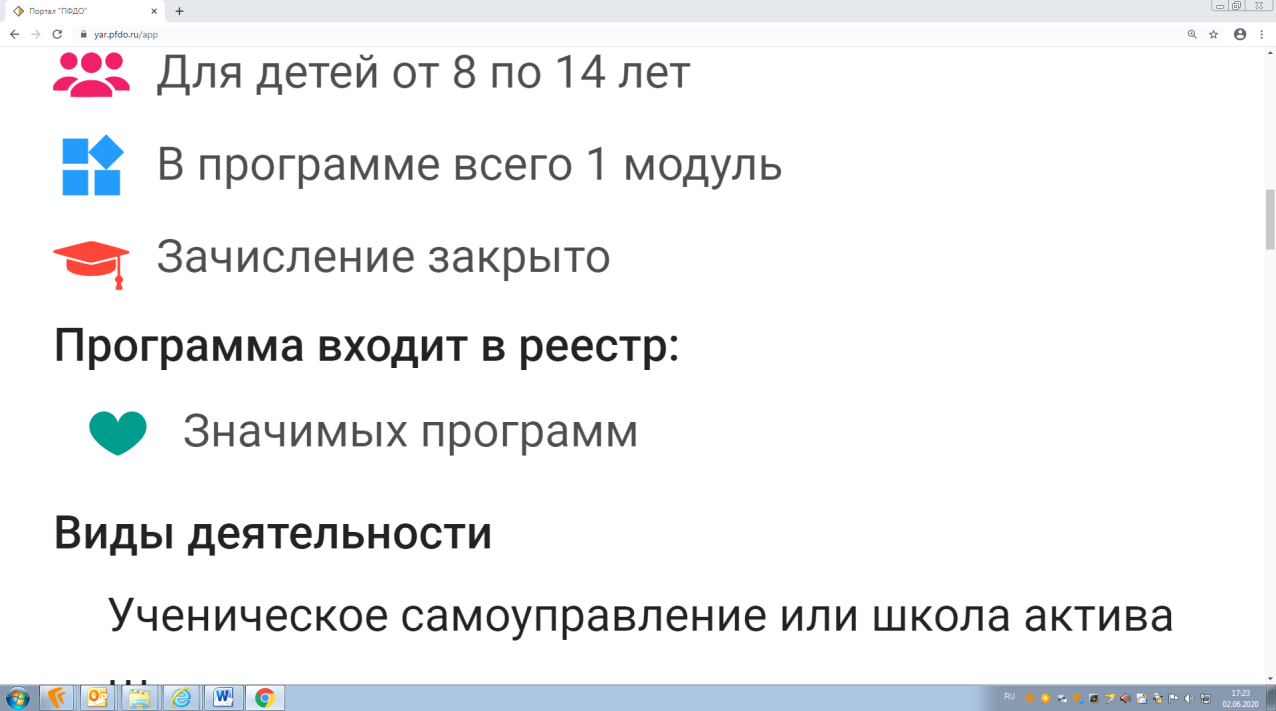 Портал "ПФДО"
yar.pfdo.ru/app
Для детей от 8 по 14 лет
В программе всего 1 модуль
Зачисление закрыто
Программа входит в реестр:
Значимых программ
Виды деятельности
Ученическое самоуправление или школа актива
RU
17:23
02.06.2020